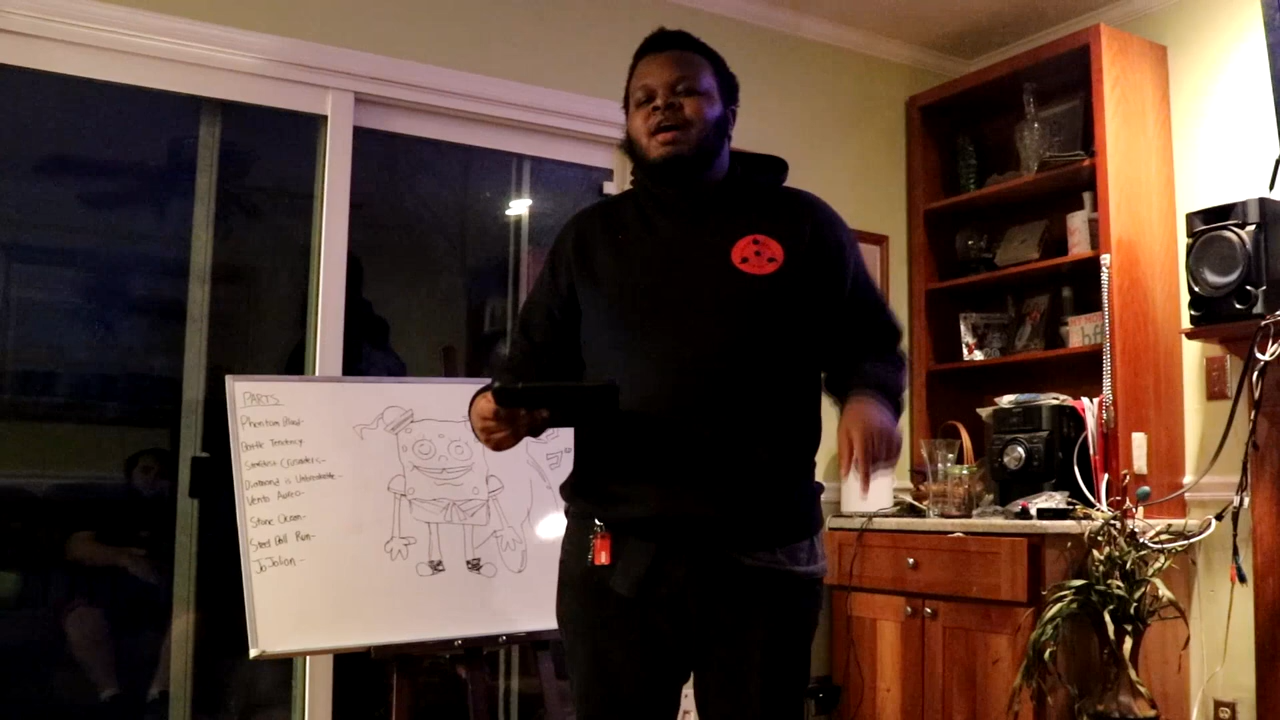 PARTS
Phantom Blood-
Battle Tendency-
Stardust Crusaders-
Diamond is Unbreakable-
Vento Aureo-
Stone Ocean-
Steel Ball Run-
JoJolion -